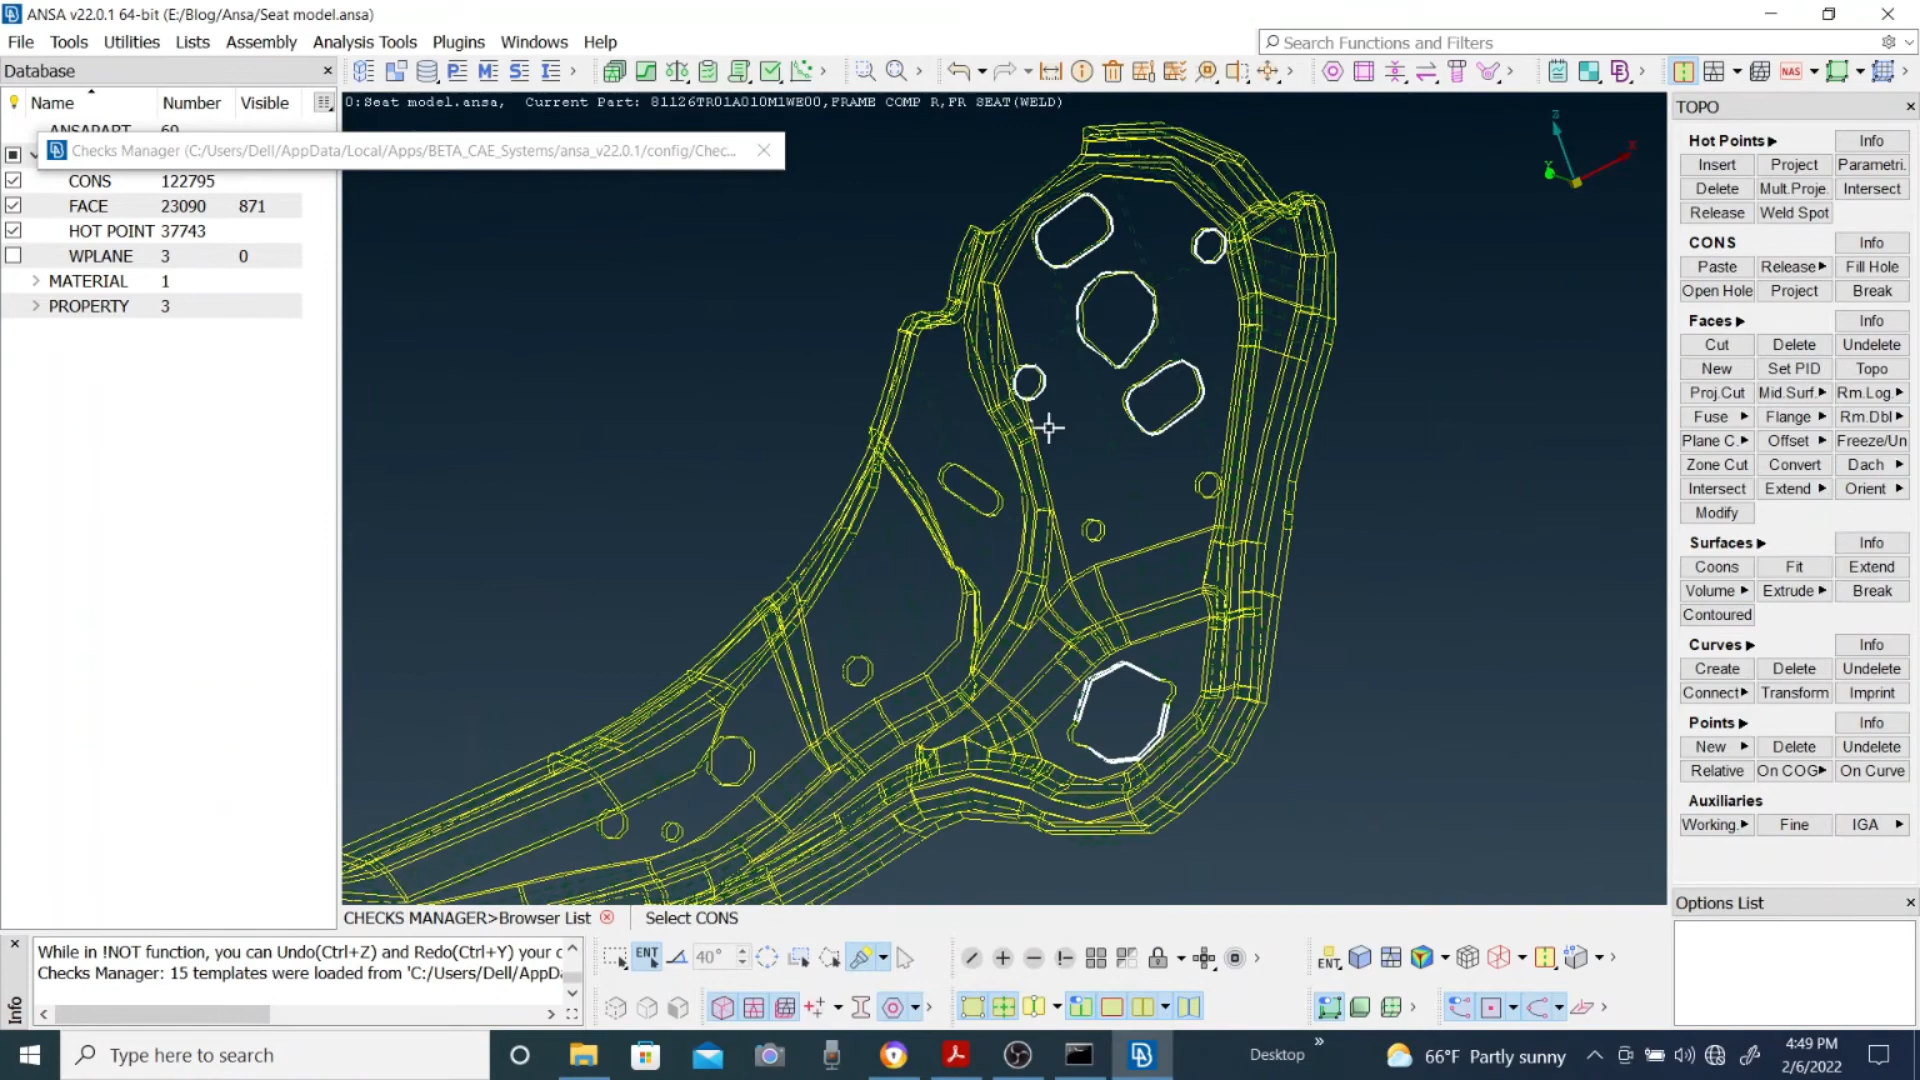 ANSA v22.0.1 64-bit (E:/Blog/Ansa/Seat model.ansa)
File Tools Utilities Lists Assembly Analysis Tools Plugins Windows Help
Search Functions and Filters
Database
Name Number Visible
0:Seat model.ansa, Current Part: 81126TR01A010M1WE00,FRAME COMP R,FR SEAT(WELD)
ANSAPART 60
Checks Manager (C:/Users/Dell/AppData/Local/Apps/BETA_CAE_Systems/ansa_v22.0.1/config/Chec...
CONS 122795
FACE 23090 871
HOT POINT 37743
WPLANE 3 0
MATERIAL 1
PROPERTY 3
NAS
Z
X
Y
TOPO
Hot Points Info
Insert Project Parametri.
Delete Mult.Proje. Intersect
Release Weld Spot
CONS Info
Paste Release Fill Hole
Open Hole Project Break
Faces Info
Cut Delete Undelete
New Set PID Topo
Proj.Cut Mid.Surf. Rm.Log.
Fuse Flange Rm.Dbl
Plane C. Offset Freeze/Un
Zone Cut Convert Dach
Intersect Extend Orient
Modify
Surfaces Info
Coons Fit Extend
Volume Extrude Break
Contoured
Curves Info
Create Delete Undelete
Connect Transform Imprint
Points Info
New Delete Undelete
Relative On COG On Curve
Auxiliaries
Working. Fine IGA
Options List
CHECKS MANAGER>Browser List Select CONS
Info
While in !NOT function, you can Undo(Ctrl+Z) and Redo(Ctrl+Y) your c
Checks Manager: 15 templates were loaded from 'C:/Users/Dell/AppDa
ENT 40°
ENT
Type here to search
Desktop
66°F Partly sunny
4:49 PM
2/6/2022